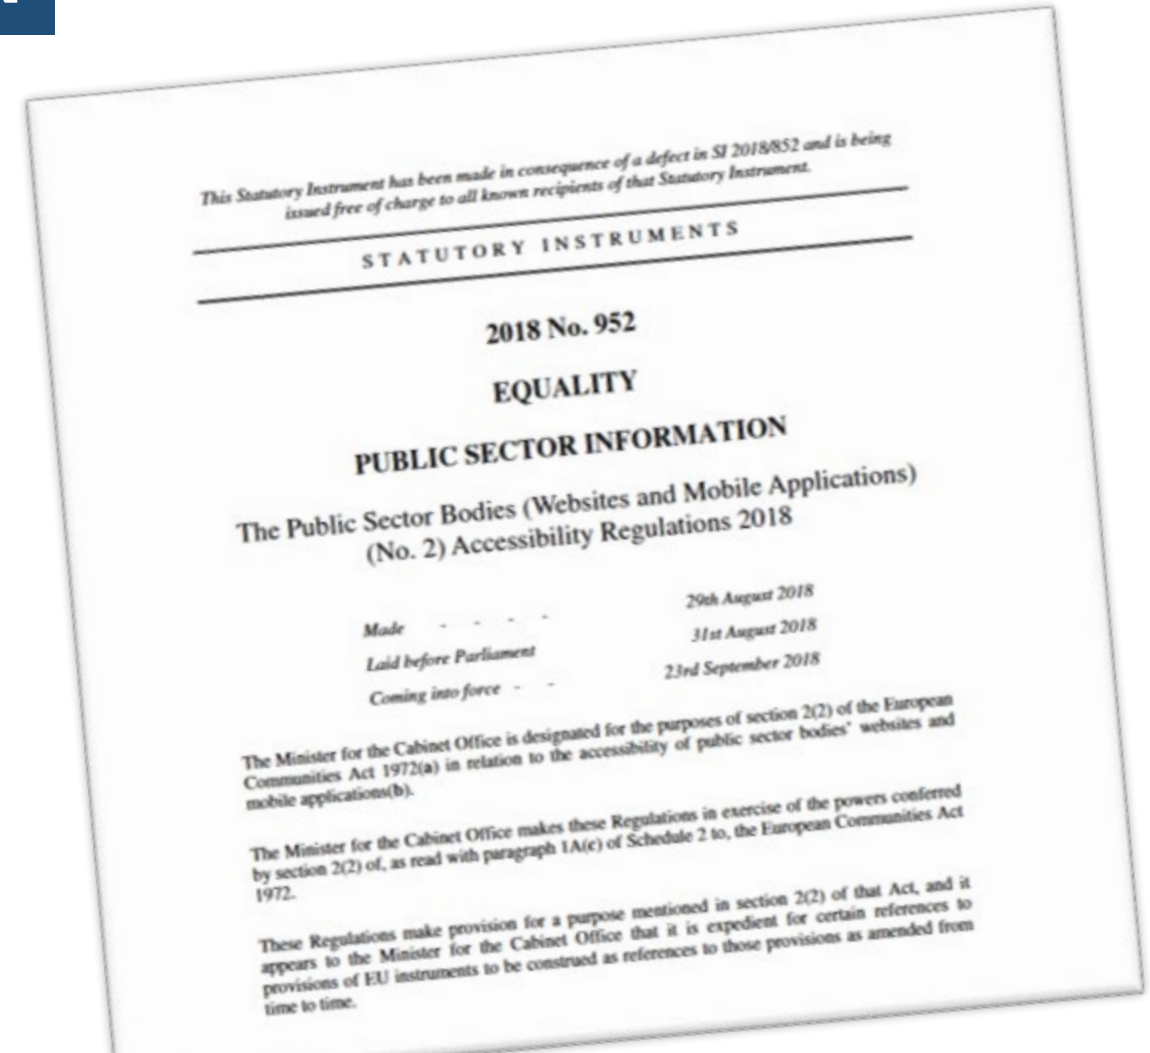 This Statutory Instrument has been made in consequence of a defect in SI 2018/852 and is being
issued free of charge to all known recipients of that Statutory Instrument.
STATUTORY INSTRUMENTS
2018 No. 952
EQUALITY
PUBLIC SECTOR INFORMATION
The Public Sector Bodies (Websites and Mobile Applications)
(No. 2) Accessibility Regulations 2018
Made - - - - 29th August 2018
Laid before Parliament 31st August 2018
Coming into force - - 23rd September 2018
The Minister for the Cabinet Office is designated for the purposes of section 2(2) of the European
Communities Act 1972(a) in relation to the accessibility of public sector bodies' websites and
mobile applications(b).
The Minister for the Cabinet Office makes these Regulations in exercise of the powers conferred
by section 2(2) of, as read with paragraph 1A(c) of Schedule 2 to, the European Communities Act
1972.
These Regulations make provision for a purpose mentioned in section 2(2) of that Act, and it
appears to the Minister for the Cabinet Office that it is expedient for certain references to
provisions of EU instruments to be construed as references to those provisions as amended from
time to time.